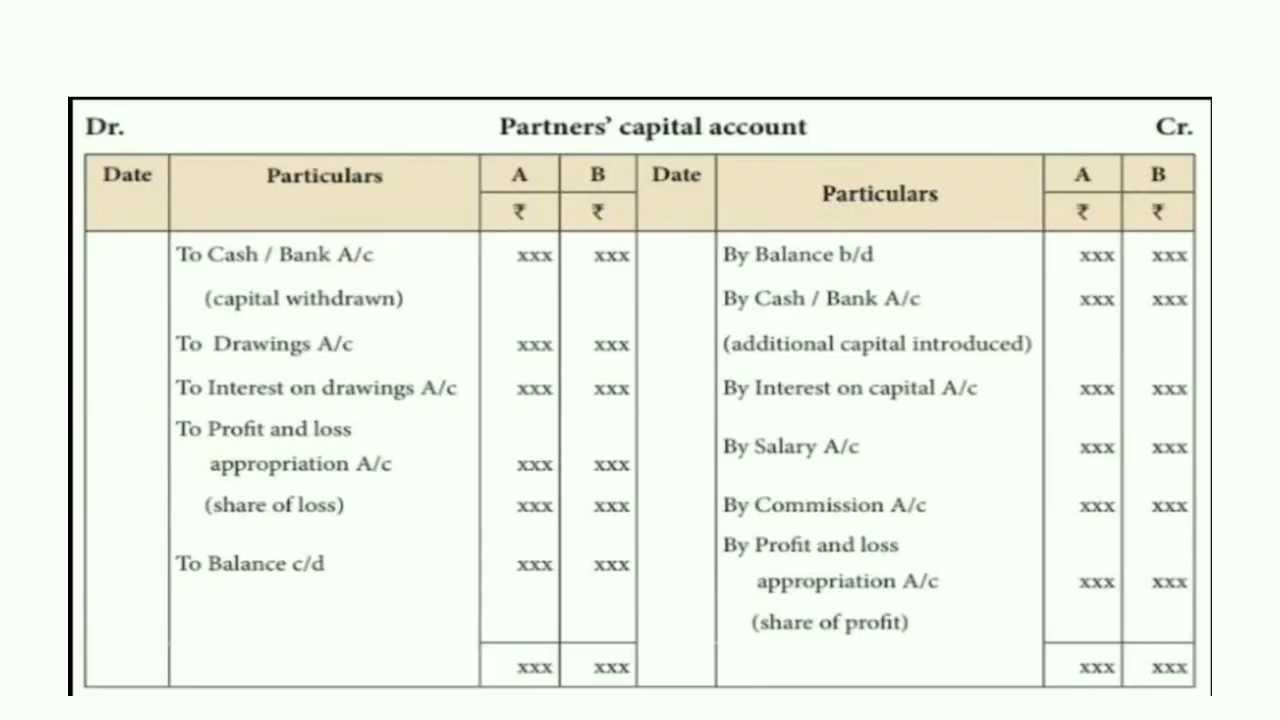 Dr. Partners' capital account Cr.
Date Particulars A B Date Particulars A B
₹ ₹ ₹ ₹
To Cash / Bank A/c xxx xxx By Balance b/d xxx xxx
(capital withdrawn) By Cash / Bank A/c xxx xxx
To Drawings A/c xxx xxx (additional capital introduced)
To Interest on drawings A/c xxx xxx By Interest on capital A/c xxx xxx
To Profit and loss
appropriation A/c xxx xxx By Salary A/c xxx xxx
(share of loss) xxx xxx By Commission A/c xxx xxx
To Balance c/d xxx xxx By Profit and loss
appropriation A/c xxx xxx
(share of profit)
xxx xxx xxx xxx